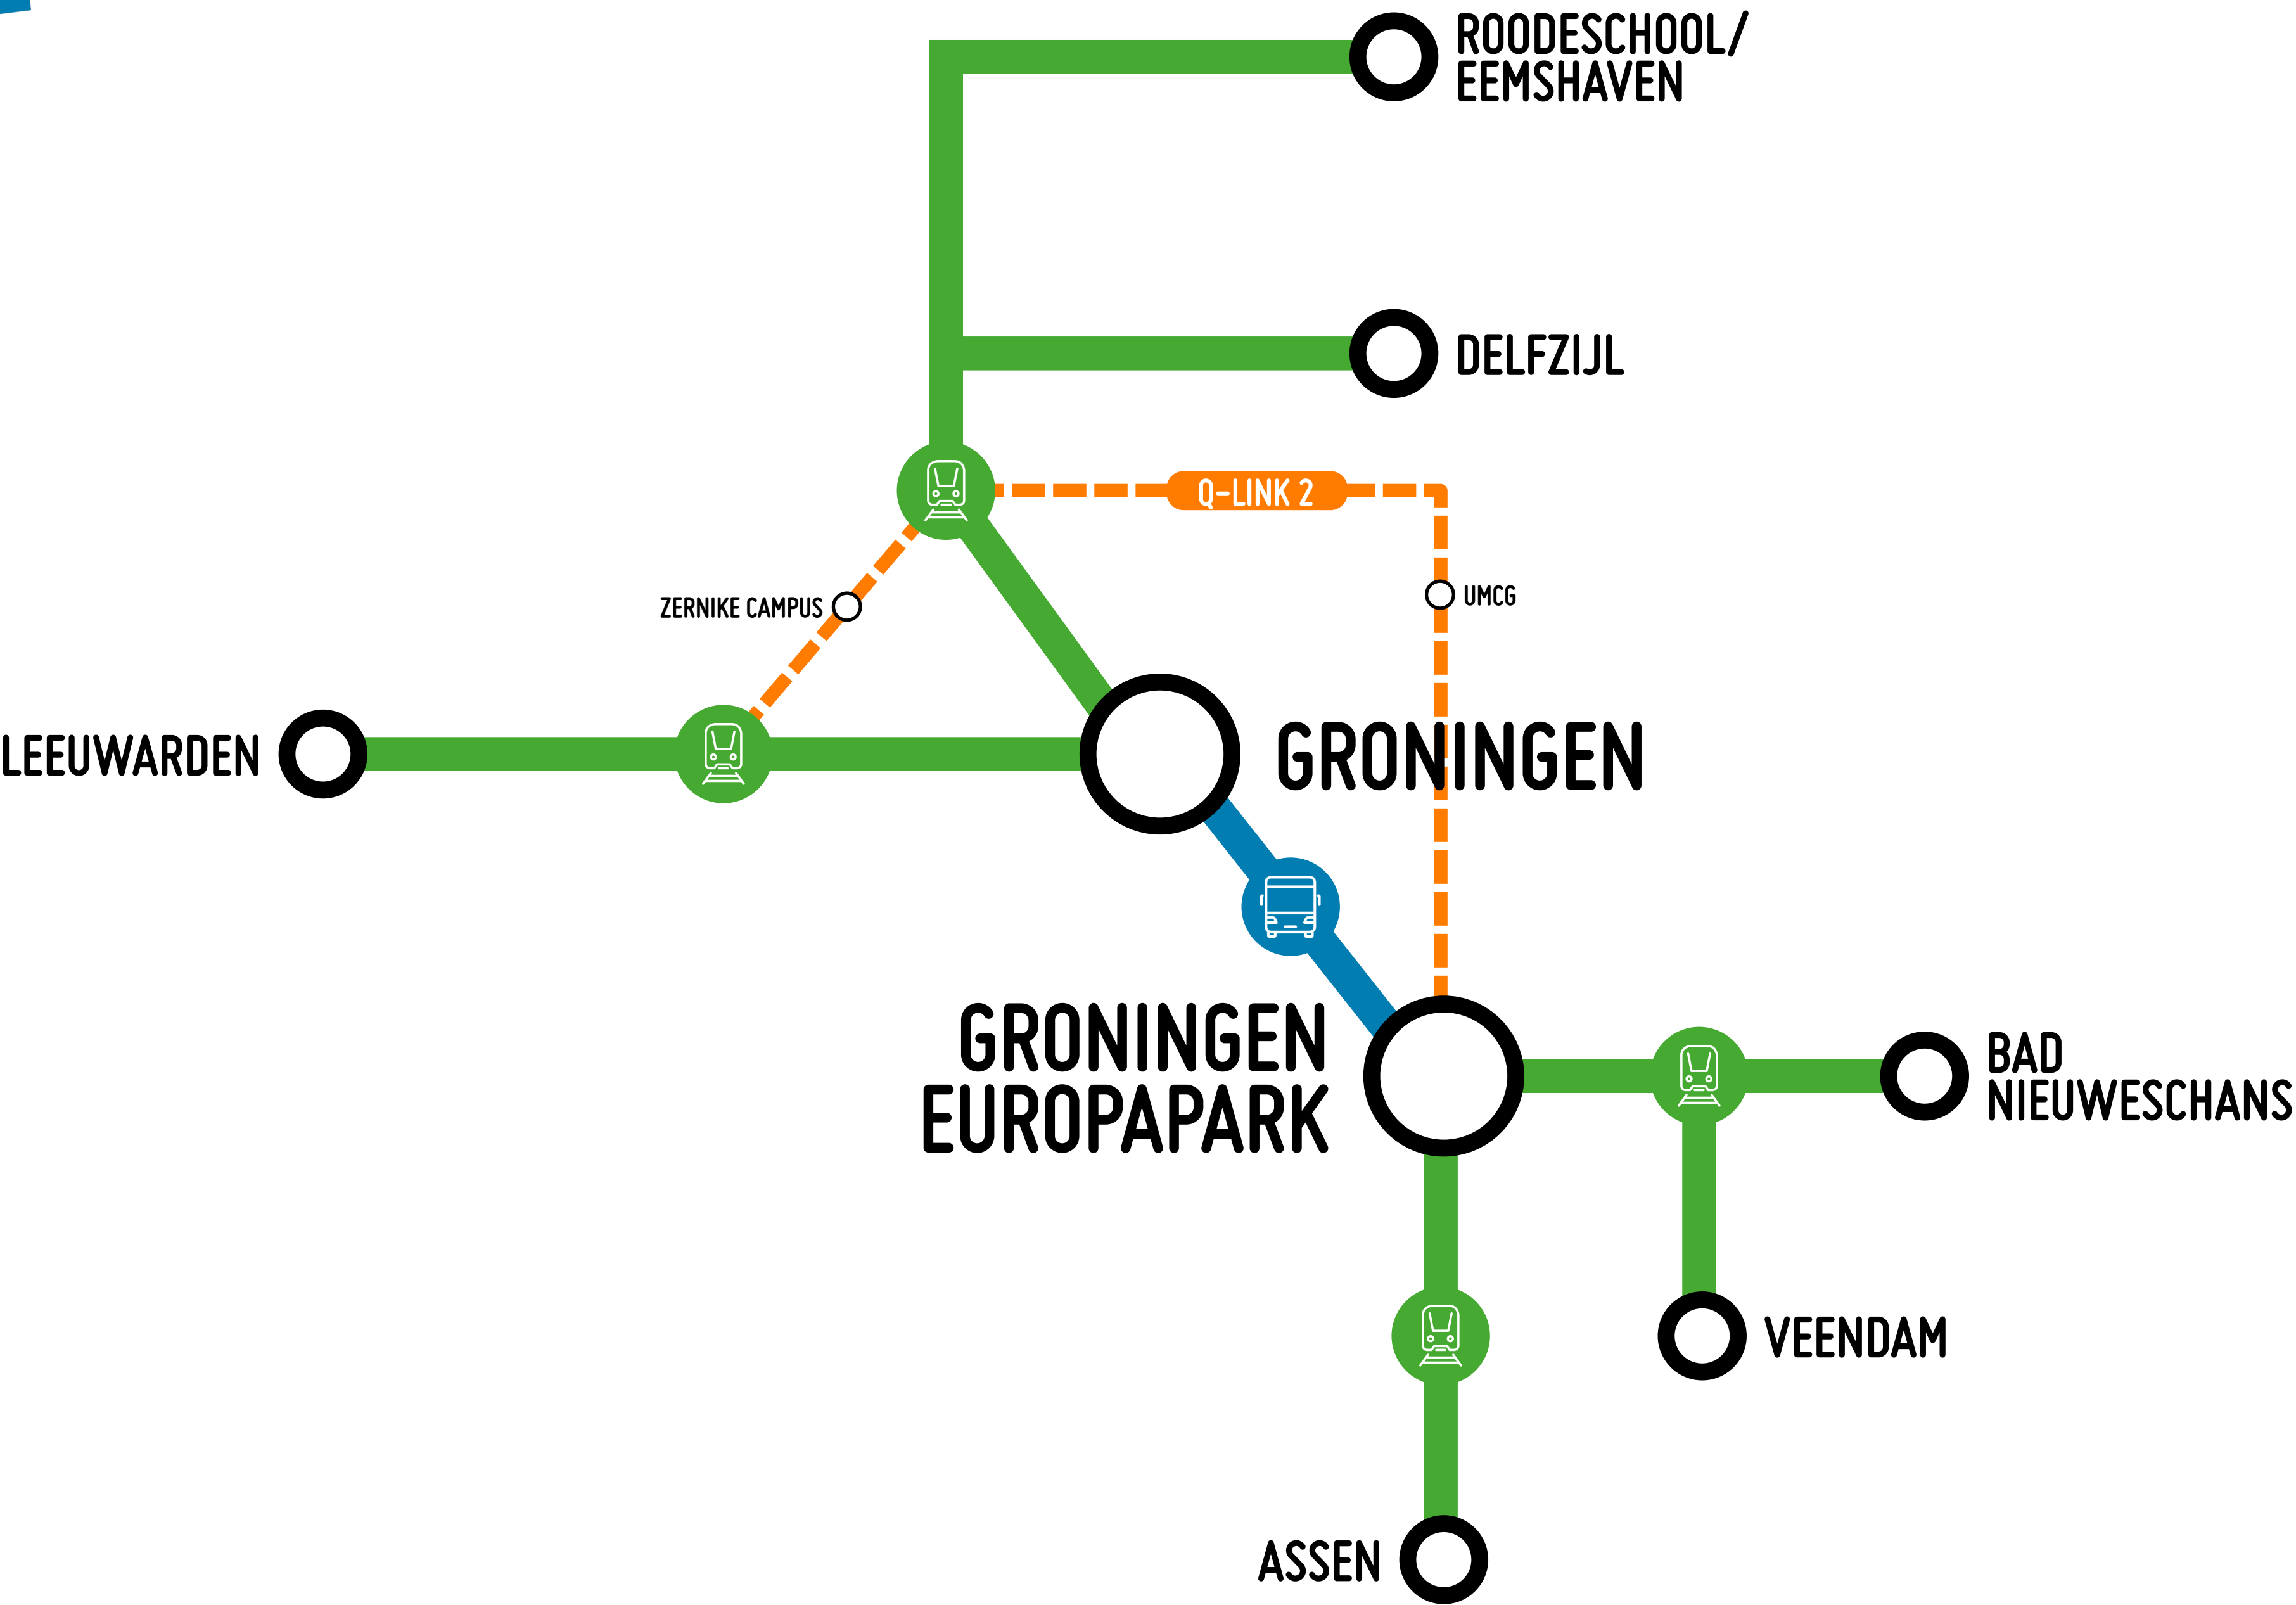 ROODESCHOOL/
EEMSHAVEN
DELFZIJL
Q-LINK 2
ZERNIKE CAMPUS
UMCG
LEEUWARDEN
GRONINGEN
GRONINGEN
EUROPAPARK
BAD
NIEUWESCHANS
VEENDAM
ASSEN